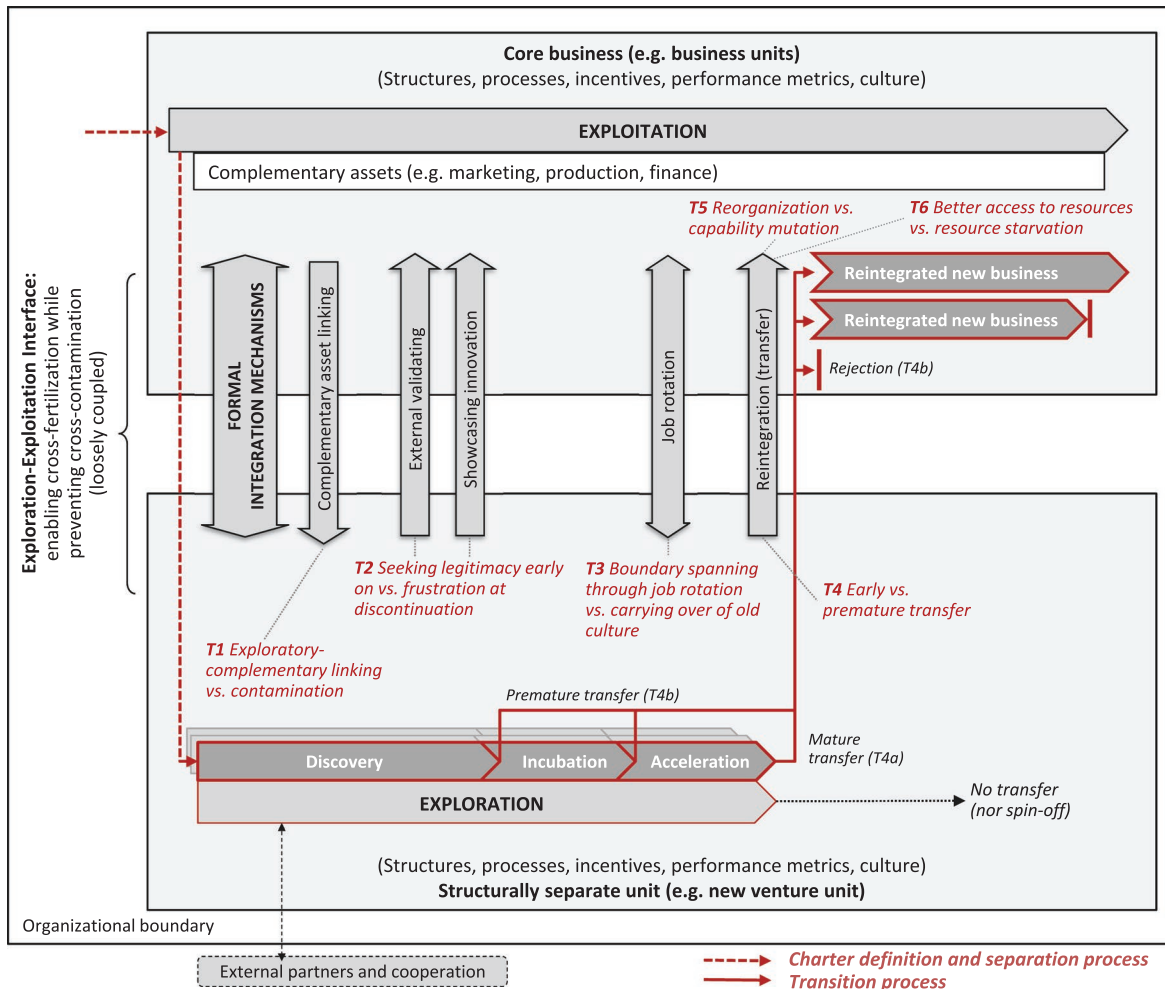 Core business (e.g. business units)
(Structures, processes, incentives, performance metrics, culture)
EXPLOITATION
Complementary assets (e.g. marketing, production, finance)
T5 Reorganization vs.
capability mutation
T6 Better access to resources
vs. resource starvation
Exploration-Exploitation Interface:
enabling cross-fertilization while
preventing cross-contamination
(loosely coupled)
FORMAL
INTEGRATION MECHANISMS
Complementary asset linking
External validating
Showcasing innovation
Job rotation
Reintegration (transfer)
Reintegrated new business
Reintegrated new business
Rejection (T4b)
T1 Exploratory-
complementary linking
vs. contamination
T2 Seeking legitimacy early
on vs. frustration at
discontinuation
T3 Boundary spanning
through job rotation
vs. carrying over of old
culture
T4 Early vs.
premature transfer
Premature transfer (T4b)
Mature
transfer (T4a)
Discovery
Incubation
Acceleration
EXPLORATION
No transfer
(nor spin-off)
(Structures, processes, incentives, performance metrics, culture)
Structurally separate unit (e.g. new venture unit)
Organizational boundary
External partners and cooperation
Charter definition and separation process
Transition process